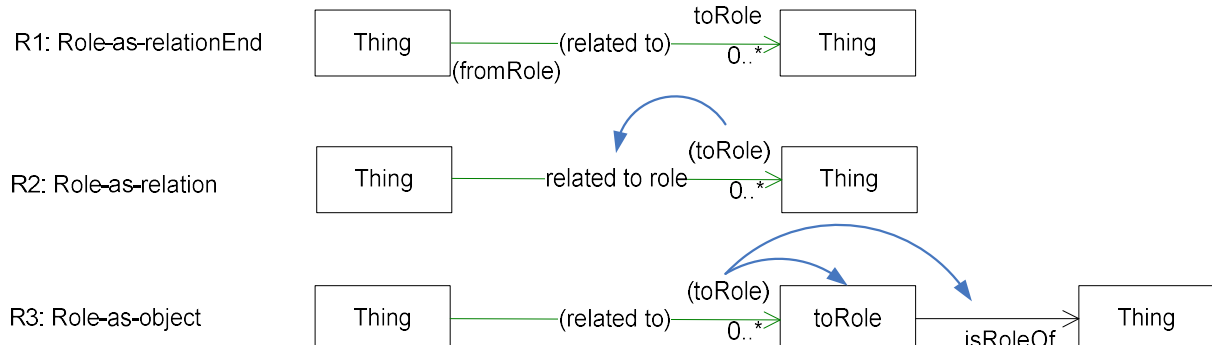 toRole
R1: Role-as-relationEnd Thing (related to) Thing
0..*
(fromRole)
(toRole)
R2: Role-as-relation Thing related to role Thing
0..*
(toRole)
R3: Role-as-object Thing (related to) toRole Thing
0..*
isRoleOf